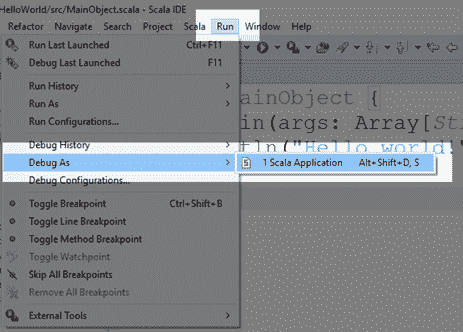 HelloWorld/src/MainObject.scala - Scala IDE
Refactor Navigate Search Project Scala Run Window Help
Run Last Launched Ctrl+F11
Debug Last Launched F11
Run History
Run As
Run Configurations...
ainObject {
in(args: Array[Stri
tln("Hello world!"
Debug History
Debug As
1 Scala Application Alt+Shift+D, S
Debug Configurations...
Toggle Breakpoint Ctrl+Shift+B
Toggle Line Breakpoint
Toggle Method Breakpoint
Toggle Watchpoint
Skip All Breakpoints
Remove All Breakpoints
External Tools